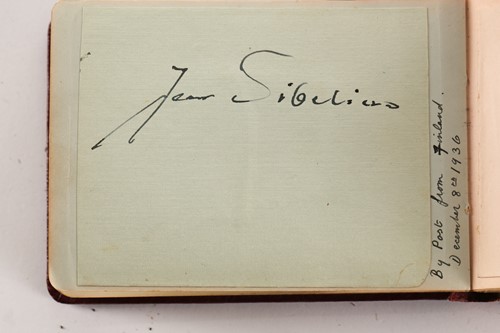 Jean Sibelius
By Post from Finland.
December 8th 1936